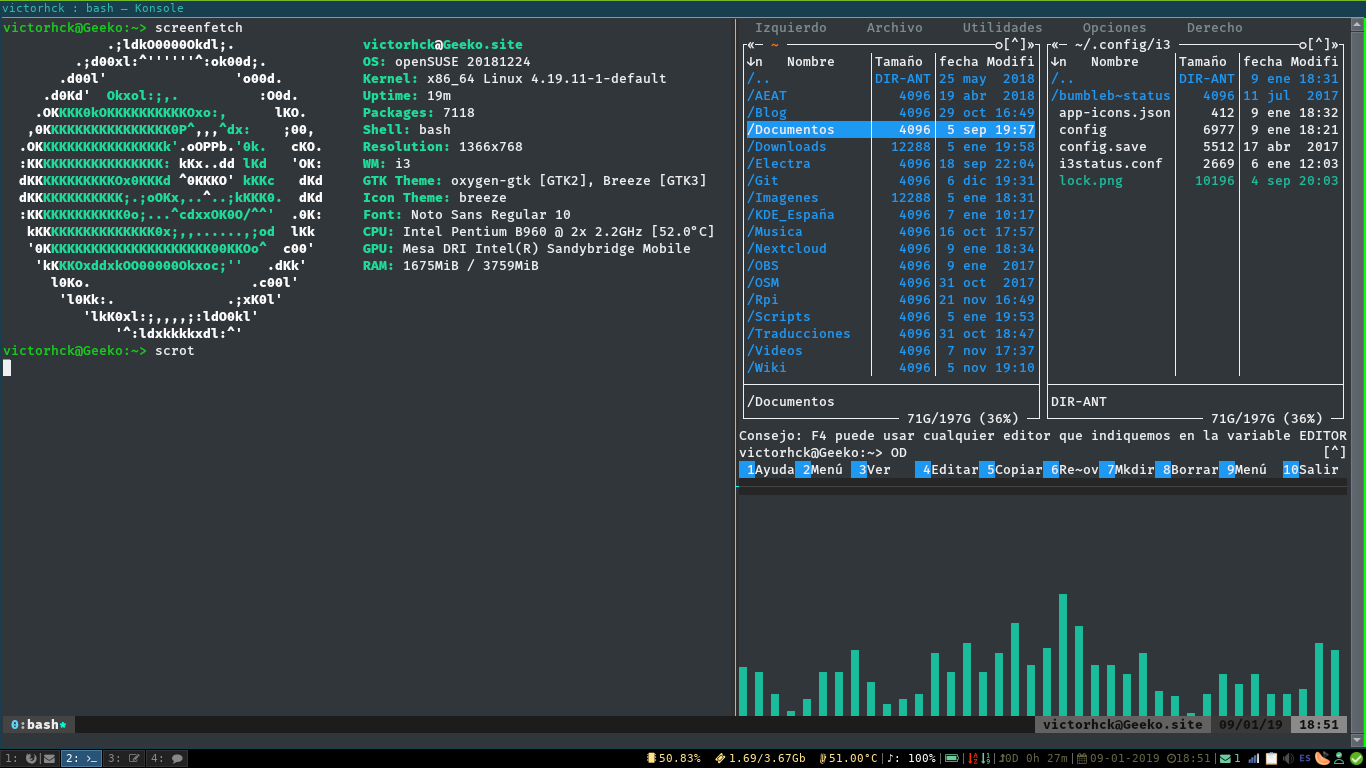 victorhck : bash — Konsole
victorhck@Geeko:~> screenfetch
.;ldkO0000Okdl;.
.;d00xl:^''''''^:ok00d;.
.d00l'                'o00d.
.d0Kd'  Okxol:;,.          :O0d.
.OKKKK0kOKKKKKKKKKKOxo:,      lKO.
,0KKKKKKKKKKKKKKKK0P^,,,^dx:    ;00,
.OKKKKKKKKKKKKKKKKk'.oOPPb.'0k.   cKO.
:KKKKKKKKKKKKKKKKK: kKx..dd lKd   'OK:
dKKKKKKKKKKKOx0KKKd ^0KKKO' kKKc   dKd
dKKKKKKKKKKKK;.;oOKx,..^..;kKKK0.  dKd
:KKKKKKKKKKKK0o;...^cdxxOK0O/^^'  .0K:
kKKKKKKKKKKKKKKK0x;,,......,;od  lKk
'0KKKKKKKKKKKKKKKKKKKKK00KKOo^  c00'
'kKKKOxddxkOO00000Okxoc;''   .dKk'
l0Ko.                    .c00l'
'l0Kk:.              .;xK0l'
'lkK0xl:;,,,,;:ldO0kl'
'^:ldxkkkkxdl:^'
victorhck@Geeko.site
OS: openSUSE 20181224
Kernel: x86_64 Linux 4.19.11-1-default
Uptime: 19m
Packages: 7118
Shell: bash
Resolution: 1366x768
WM: i3
GTK Theme: oxygen-gtk [GTK2], Breeze [GTK3]
Icon Theme: breeze
Font: Noto Sans Regular 10
CPU: Intel Pentium B960 @ 2x 2.2GHz [52.0°C]
GPU: Mesa DRI Intel(R) Sandybridge Mobile
RAM: 1675MiB / 3759MiB
victorhck@Geeko:~> scrot
Izquierdo Archivo Utilidades Opciones Derecho
«─ ~ o[^]»
↓n Nombre Tamaño fecha Modifi
/.. DIR-ANT 25 may 2018
/AEAT 4096 19 abr 2018
/Blog 4096 29 oct 16:49
/Documentos 4096 5 sep 19:57
/Downloads 12288 5 ene 19:58
/Electra 4096 18 sep 22:04
/Git 4096 6 dic 19:31
/Imagenes 12288 5 ene 18:31
/KDE_España 4096 7 ene 10:17
/Musica 4096 16 oct 17:57
/Nextcloud 4096 9 ene 18:34
/OBS 4096 9 ene 2017
/OSM 4096 31 oct 2017
/Rpi 4096 21 nov 16:49
/Scripts 4096 5 ene 19:53
/Traducciones 4096 31 oct 18:47
/Videos 4096 7 nov 17:37
/Wiki 4096 5 nov 19:10
/Documentos
71G/197G (36%)
«─ ~/.config/i3 o[^]»
↓n Nombre Tamaño fecha Modifi
/.. DIR-ANT 9 ene 18:31
/bumbleb~status 4096 11 jul 2017
app-icons.json 412 9 ene 18:32
config 6977 9 ene 18:21
config.save 5512 17 abr 2017
i3status.conf 2669 6 ene 12:03
lock.png 10196 4 sep 20:03
DIR-ANT
71G/197G (36%)
Consejo: F4 puede usar cualquier editor que indiquemos en la variable EDITOR
victorhck@Geeko:~> OD [^]
1Ayuda 2Menú 3Ver 4Editar 5Copiar 6Re~ov 7Mkdir 8Borrar 9Menú 10Salir
0:bash*
victorhck@Geeko.site 09/01/19 18:51
1: 2: >_ 3: 4:
50.83% 1.69/3.67Gb 51.00°C ♪: 100% 0D 0h 27m 09-01-2019 18:51 1 ES